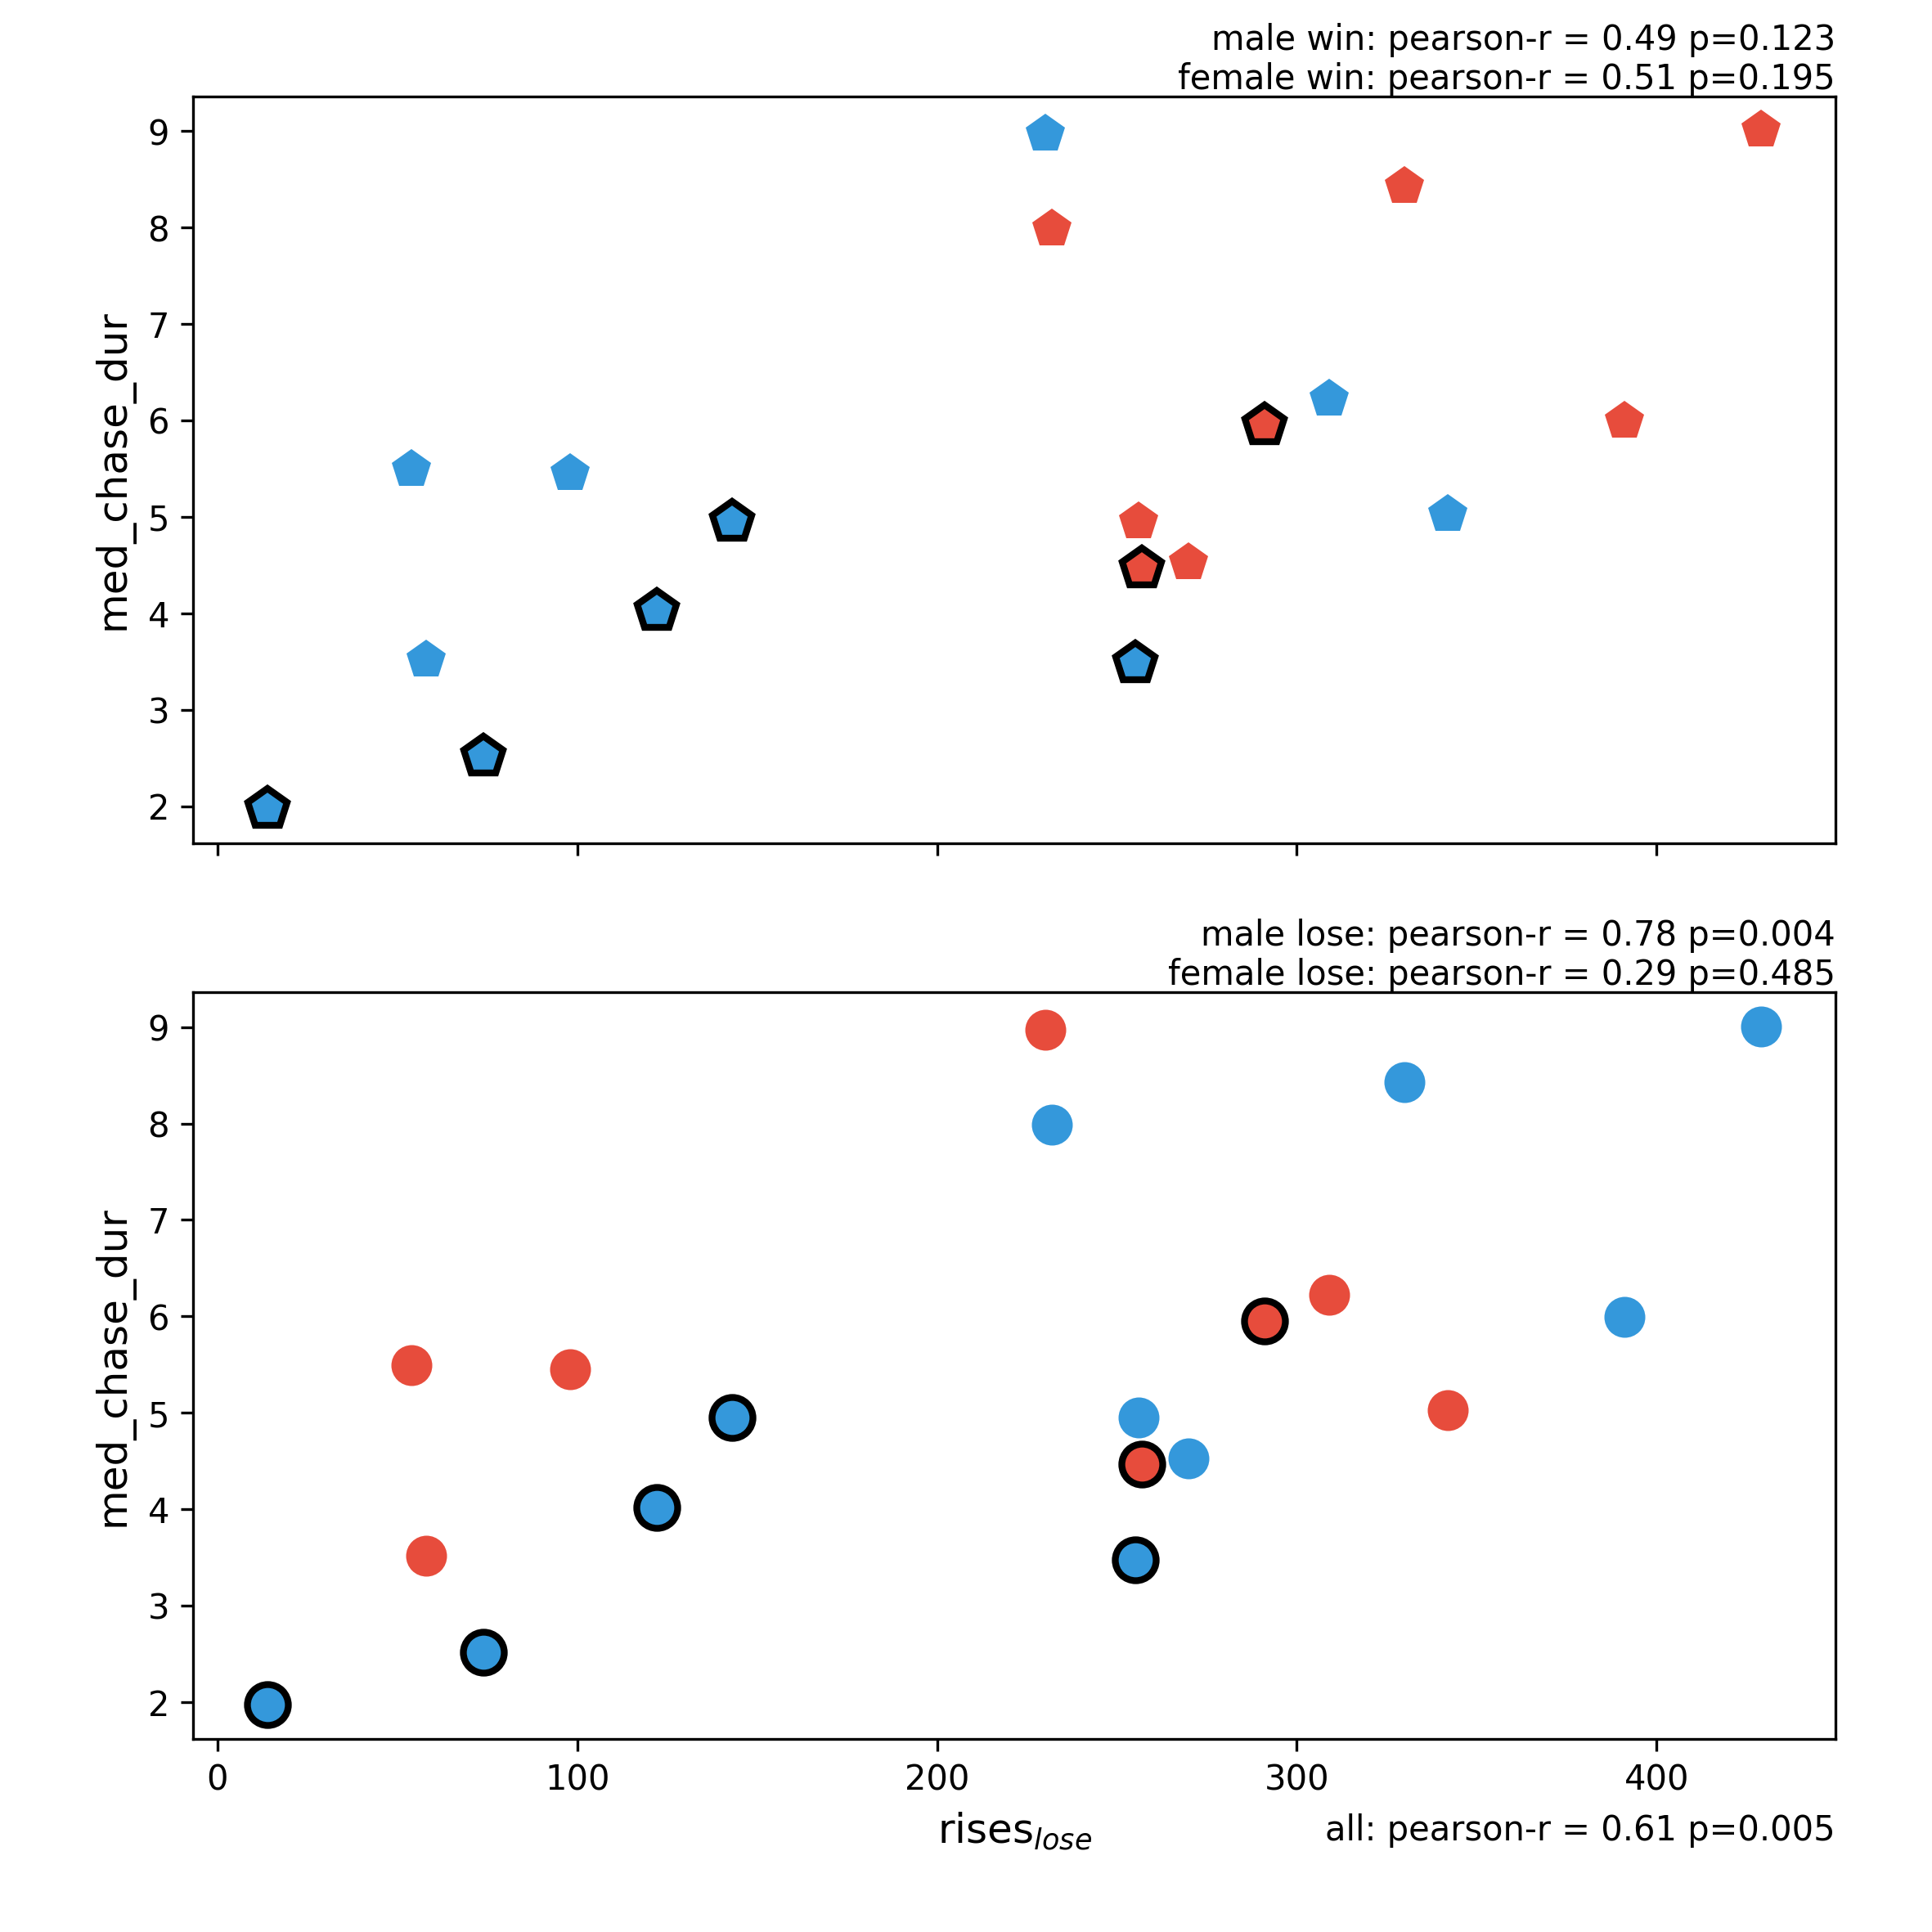 male win: pearson-r = 0.49 p=0.123
female win: pearson-r = 0.51 p=0.195
9
8
7
6
5
4
3
2
med_chase_dur
male lose: pearson-r = 0.78 p=0.004
female lose: pearson-r = 0.29 p=0.485
9
8
7
6
5
4
3
2
med_chase_dur
0 100 200 300 400
rises_lose
all: pearson-r = 0.61 p=0.005